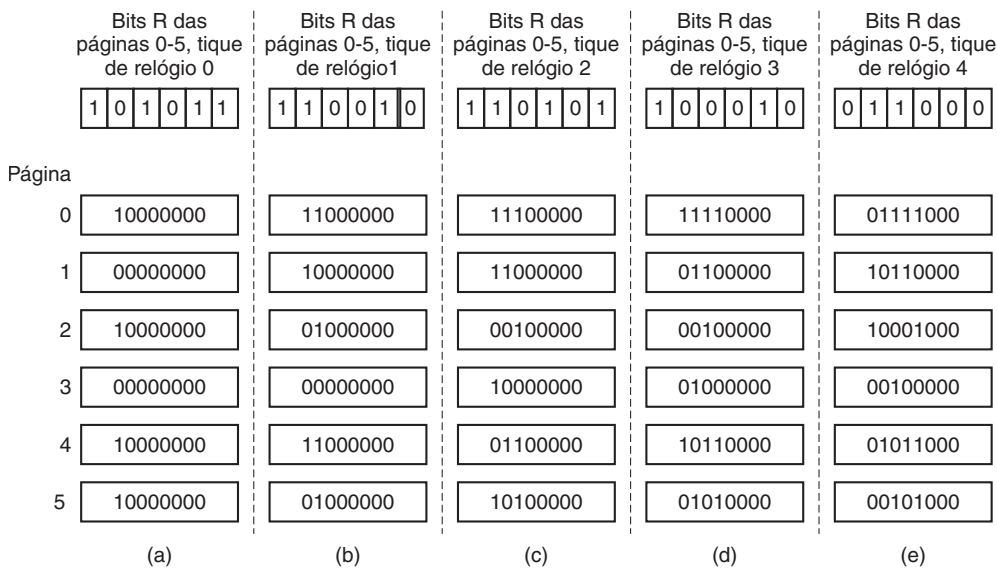 Bits R das páginas 0-5, tique de relógio 0
Bits R das páginas 0-5, tique de relógio1
Bits R das páginas 0-5, tique de relógio 2
Bits R das páginas 0-5, tique de relógio 3
Bits R das páginas 0-5, tique de relógio 4
1 0 1 0 1 1
1 1 0 0 1 0
1 1 0 1 0 1
1 0 0 0 1 0
0 1 1 0 0 0
Página
0 10000000 11000000 11100000 11110000 01111000
1 00000000 10000000 11000000 01100000 10110000
2 10000000 01000000 00100000 00100000 10001000
3 00000000 00000000 10000000 01000000 00100000
4 10000000 11000000 01100000 10110000 01011000
5 10000000 01000000 10100000 01010000 00101000
(a) (b) (c) (d) (e)